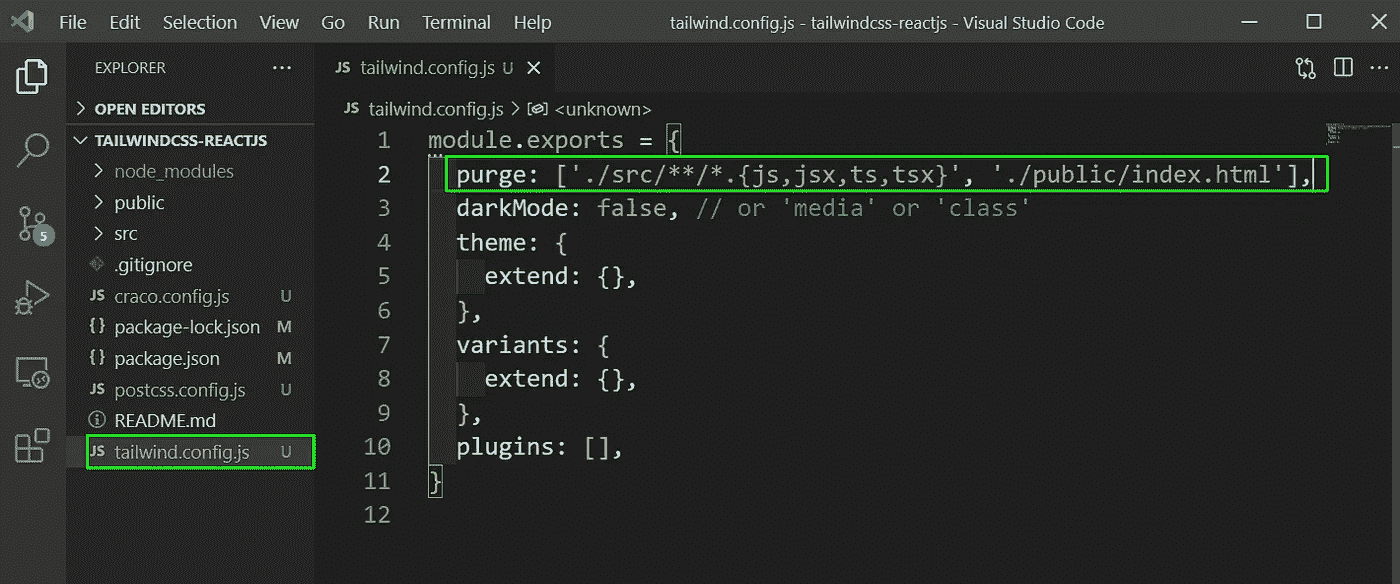 File Edit Selection View Go Run Terminal Help tailwind.config.js - tailwindcss-reactjs - Visual Studio Code
EXPLORER
OPEN EDITORS
TAILWINDCSS-REACTJS
node_modules
public
src
.gitignore
JS craco.config.js U
{} package-lock.json M
{} package.json M
JS postcss.config.js U
README.md
JS tailwind.config.js U
5
JS tailwind.config.js U
JS tailwind.config.js > <unknown>
1 module.exports = {
2 purge: ['./src/**/*.{js,jsx,ts,tsx}', './public/index.html'],
3 darkMode: false, // or 'media' or 'class'
4 theme: {
5 extend: {},
6 },
7 variants: {
8 extend: {},
9 },
10 plugins: [],
11 }
12